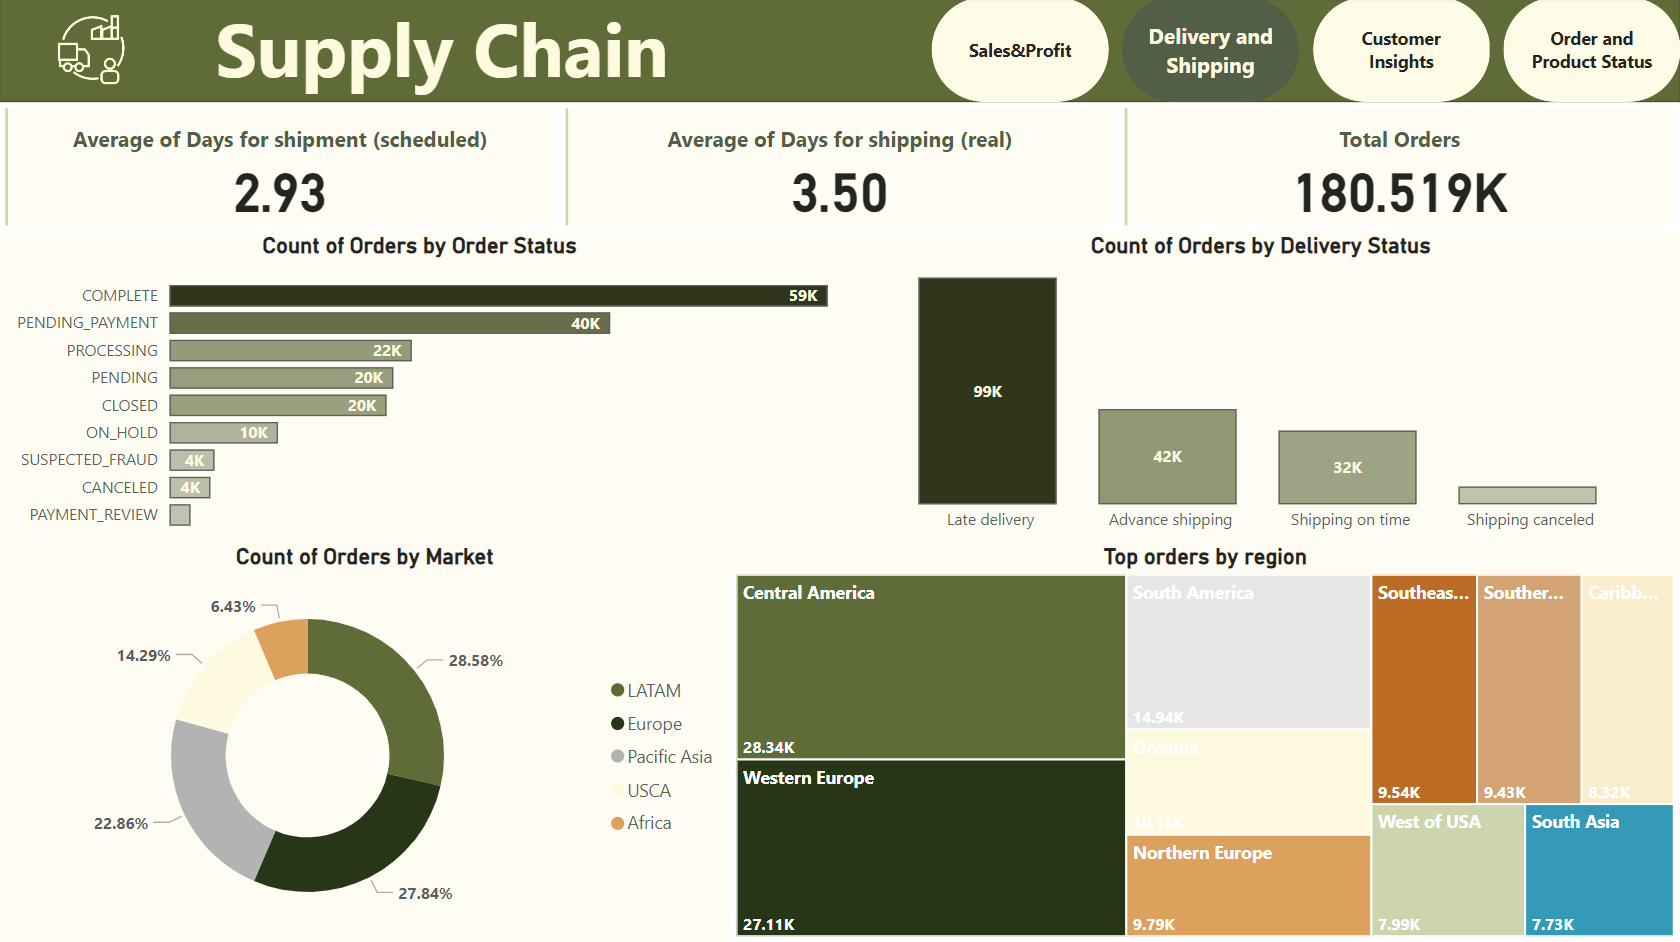 Supply Chain
Sales&Profit
Delivery and
Shipping
Customer
Insights
Order and
Product Status
Average of Days for shipment (scheduled)
2.93
Average of Days for shipping (real)
3.50
Total Orders
180.519K
Count of Orders by Order Status
COMPLETE 59K
PENDING_PAYMENT 40K
PROCESSING 22K
PENDING 20K
CLOSED 20K
ON_HOLD 10K
SUSPECTED_FRAUD 4K
CANCELED 4K
PAYMENT_REVIEW
Count of Orders by Delivery Status
99K
42K
32K
Late delivery
Advance shipping
Shipping on time
Shipping canceled
Count of Orders by Market
6.43%
14.29%
28.58%
22.86%
27.84%
LATAM
Europe
Pacific Asia
USCA
Africa
Top orders by region
Central America
28.34K
Western Europe
27.11K
South America
14.94K
Oceania
10.15K
Northern Europe
9.79K
Southeas...
9.54K
Souther...
9.43K
Caribb...
8.32K
West of USA
7.99K
South Asia
7.73K